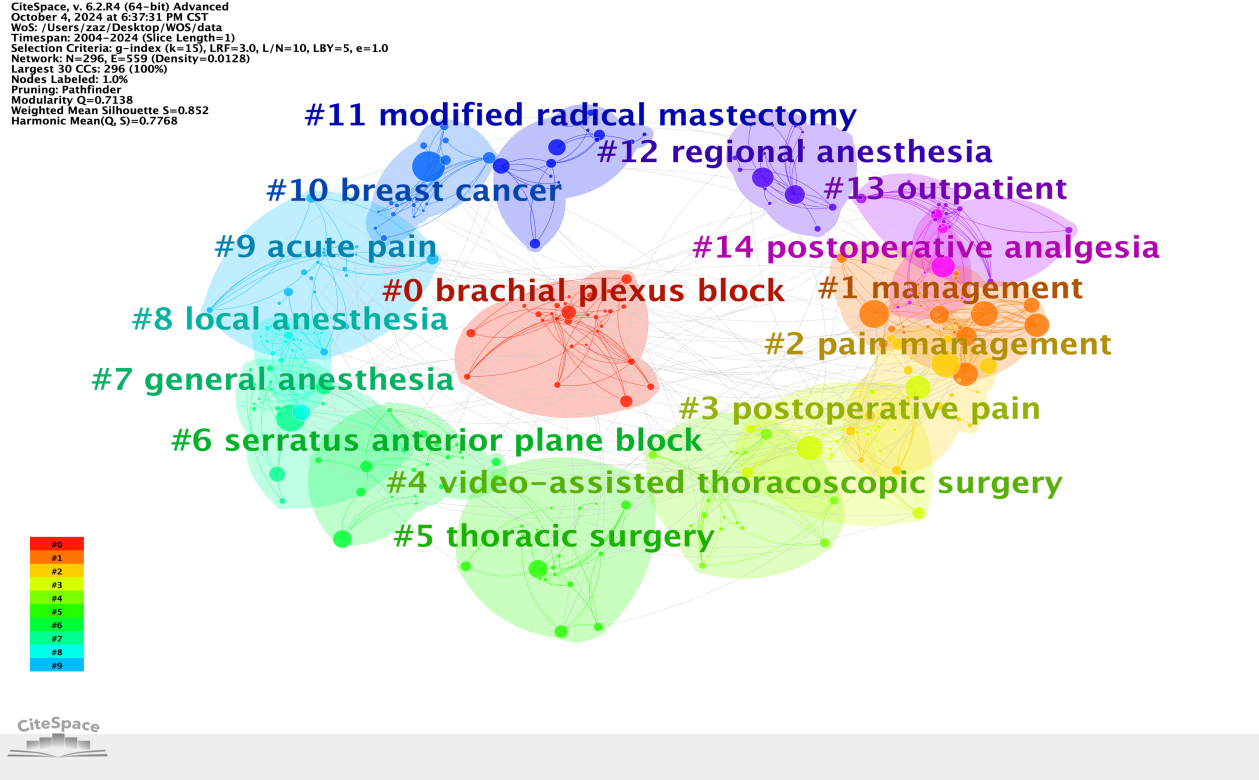 CiteSpace, v. 6.2.R4 (64-bit) Advanced
October 4, 2024 at 6:37:31 PM CST
WoS: /Users/zaz/Desktop/WOS/data
Timespan: 2004-2024 (Slice Length=1)
Selection Criteria: g-index (k=15), LRF=3.0, L/N=10, LBY=5, e=1.0
Network: N=296, E=559 (Density=0.0128)
Largest 30 CCs: 296 (100%)
Nodes Labeled: 1.0%
Pruning: Pathfinder
Modularity Q=0.7138
Weighted Mean Silhouette S=0.852
Harmonic Mean(Q, S)=0.7768
#11 modified radical mastectomy
#12 regional anesthesia
#10 breast cancer
#13 outpatient
#9 acute pain
#14 postoperative analgesia
#0 brachial plexus block
#1 management
#8 local anesthesia
#2 pain management
#7 general anesthesia
#3 postoperative pain
#6 serratus anterior plane block
#4 video-assisted thoracoscopic surgery
#5 thoracic surgery
#0
#1
#2
#3
#4
#5
#6
#7
#8
#9
CiteSpace